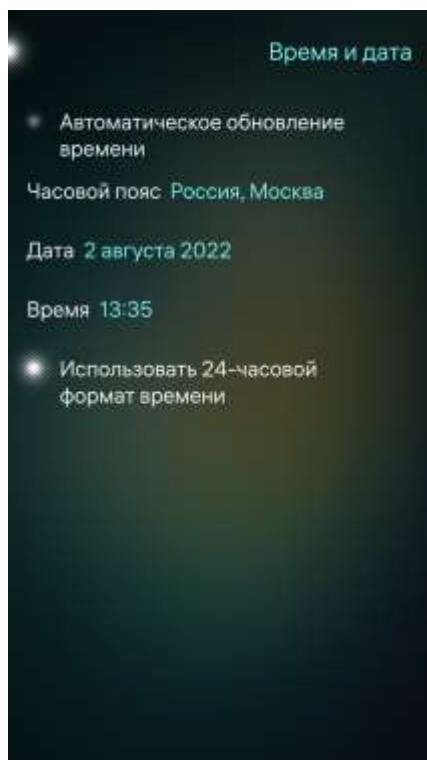 Время и дата
Автоматическое обновление
времени
Часовой пояс Россия, Москва
Дата 2 августа 2022
Время 13:35
Использовать 24-часовой
формат времени